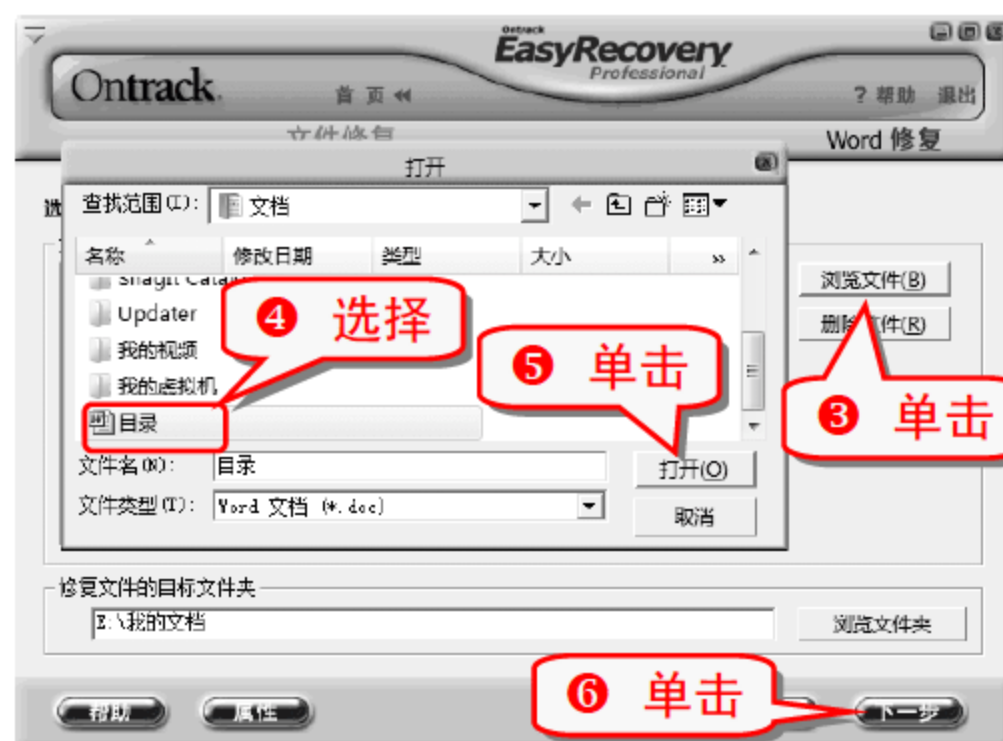 Ontrack
EasyRecovery
Professional
Ontrack.
首页
?帮助 退出
文件修复
Word 修复
打开
查找范围(I):
文档
名称
修改日期
类型
大小
浏览文件(B)
Updater
❹ 选择
删除文件(R)
我的视频
❺ 单击
我的虚拟机
❸ 单击
目录
文件名(N):
目录
打开(O)
文件类型(T):
Word 文档 (*.doc)
取消
修复文件的目标文件夹
E:\我的文档
浏览文件夹
❻ 单击
帮助
属性
下一步